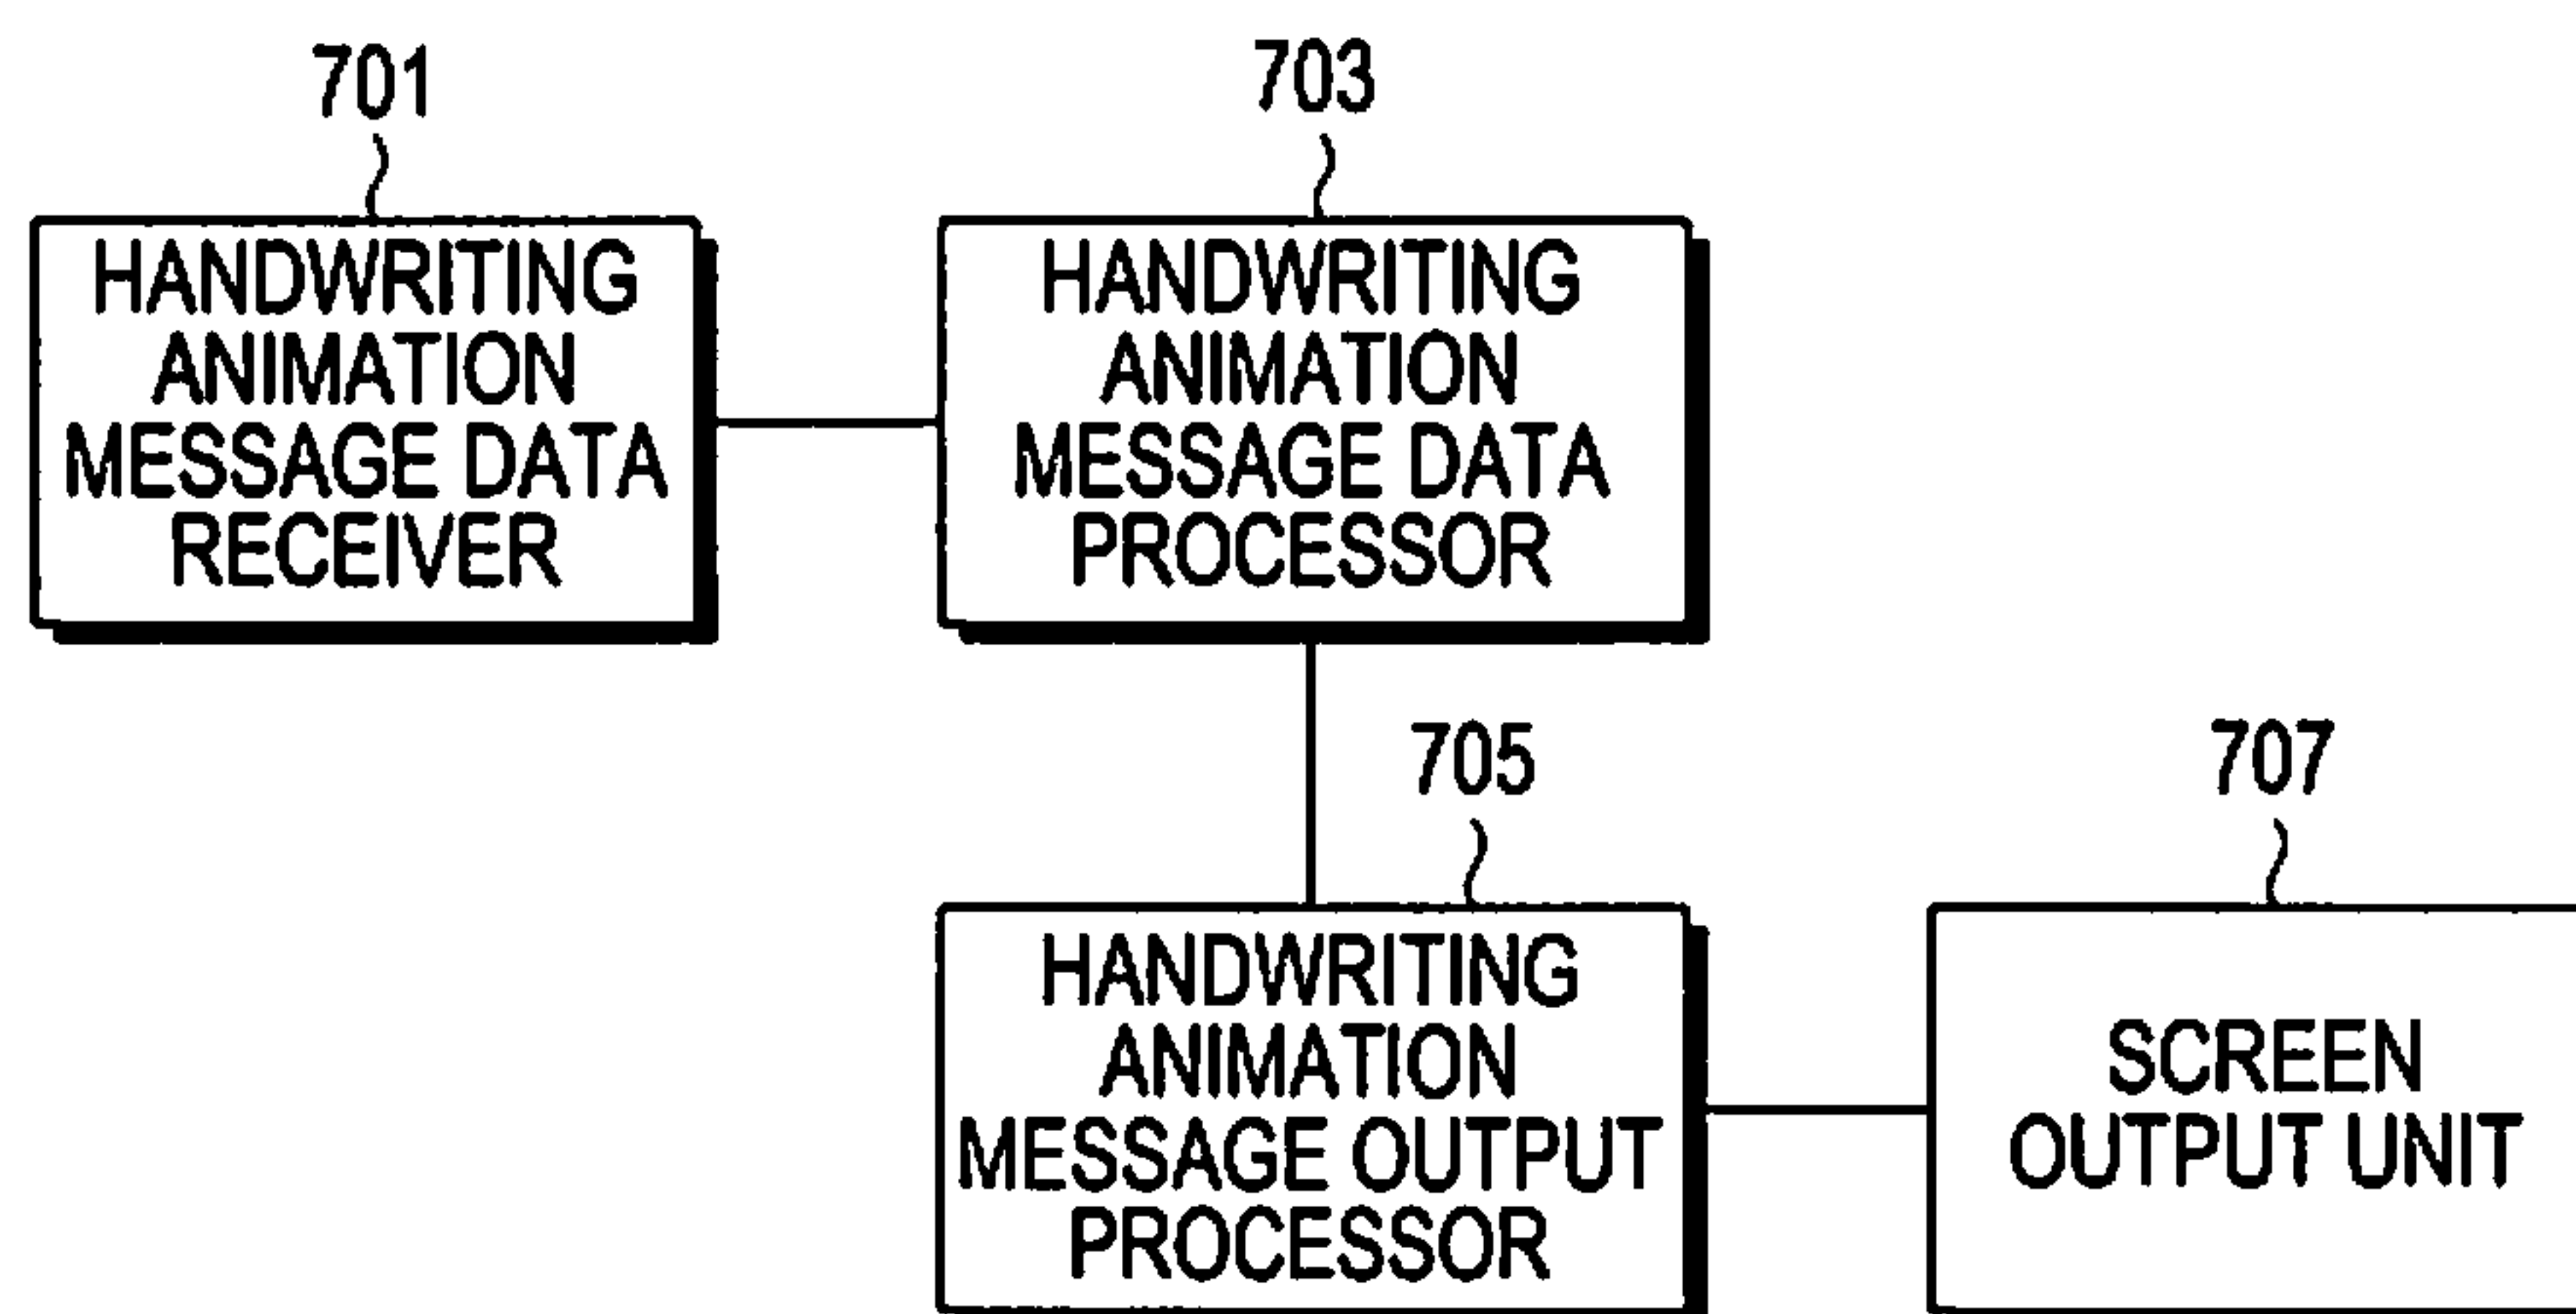 701
703
HANDWRITING
ANIMATION
MESSAGE DATA
RECEIVER
HANDWRITING
ANIMATION
MESSAGE DATA
PROCESSOR
705
707
HANDWRITING
ANIMATION
MESSAGE OUTPUT
PROCESSOR
SCREEN
OUTPUT UNIT